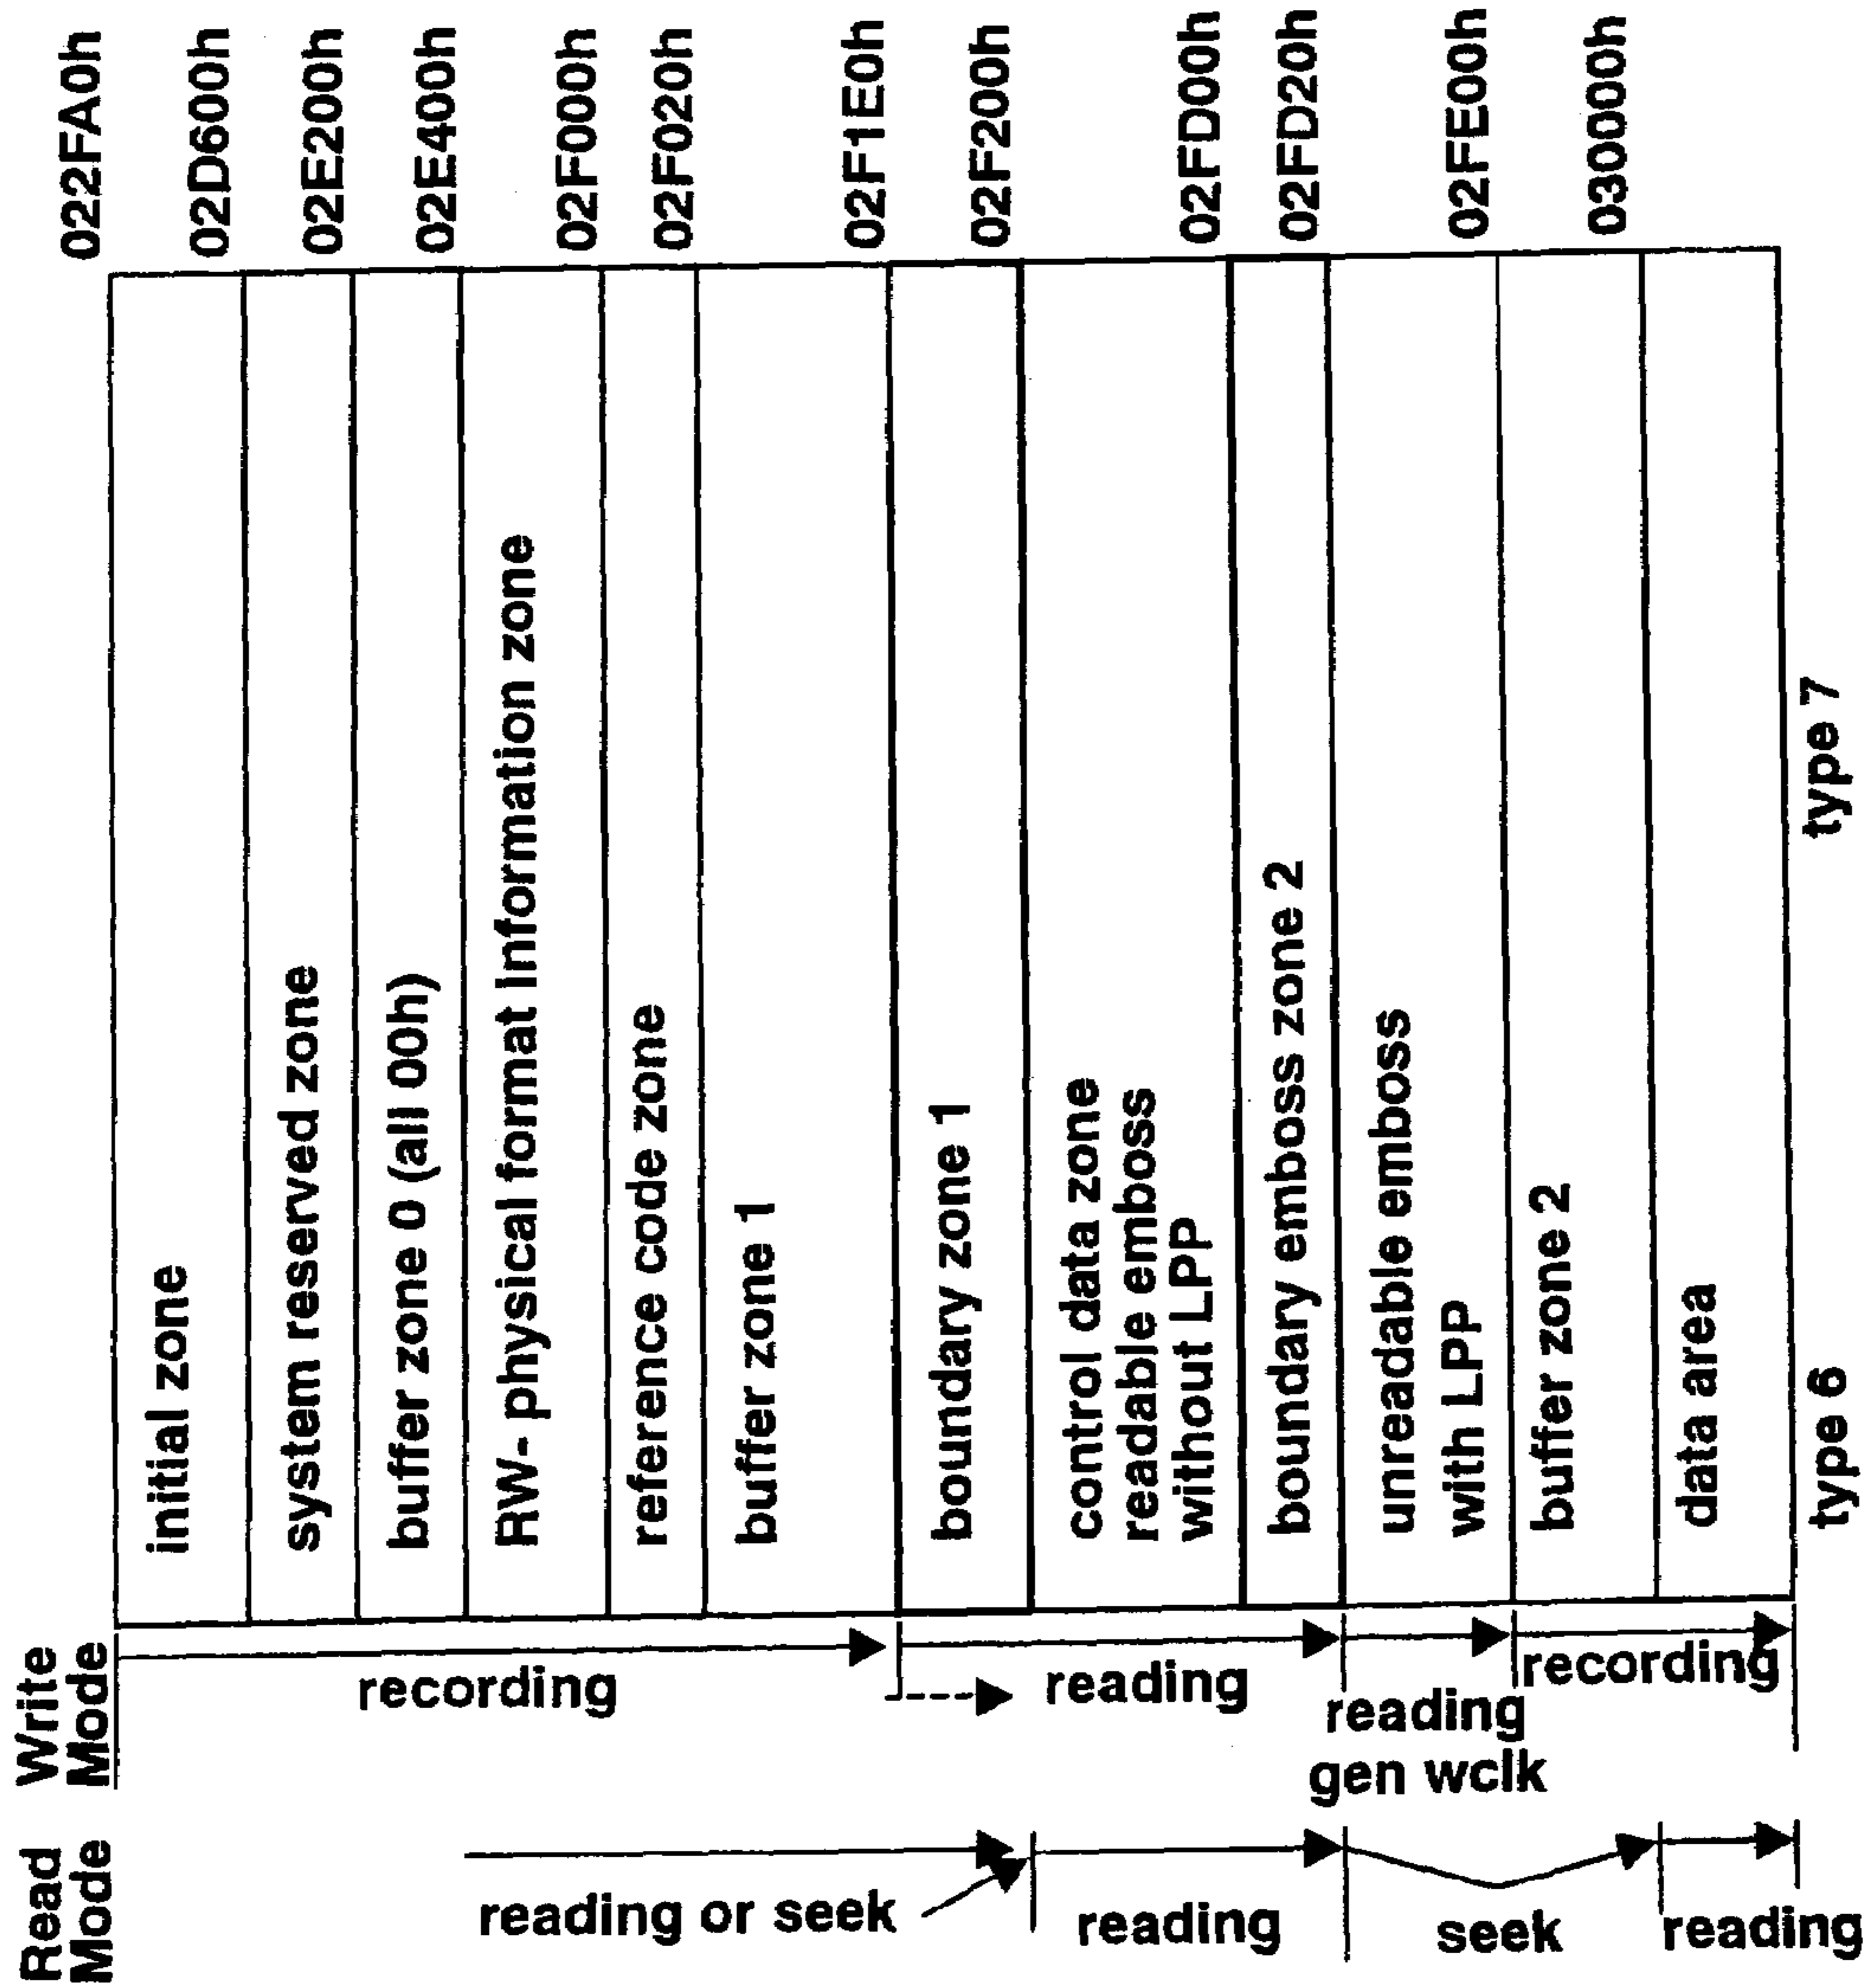 022FA0h
02D600h
02E200h
02E400h
02F000h
02F020h
02F1E0h
02F200h
02FD00h
02FD20h
02FE00h
030000h
initial zone
system reserved zone
buffer zone 0 (all 00h)
RW- physical format Information zone
reference code zone
buffer zone 1
boundary zone 1
control data zone
readable emboss
without LPP
boundary emboss zone 2
unreadable emboss
with LPP
buffer zone 2
data area
type 6
type 7
Write
Mode
recording
reading
reading
gen wclk
recording
Read
Mode
reading or seek
reading
seek
reading